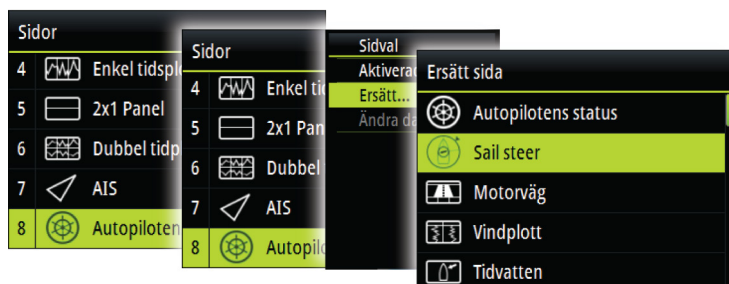 Sidor
4 Enkel tidsplo
5 2x1 Panel
6 Dubbel tidp
7 AIS
8 Autopiloten
Sidor
4 Enkel tid
5 2x1 Pan
6 Dubbel
7 AIS
8 Autopilo
Sidval
Aktiverad
Ersätt...
Ändra da
Ersätt sida
Autopilotens status
Sail steer
Motorväg
Vindplott
Tidvatten